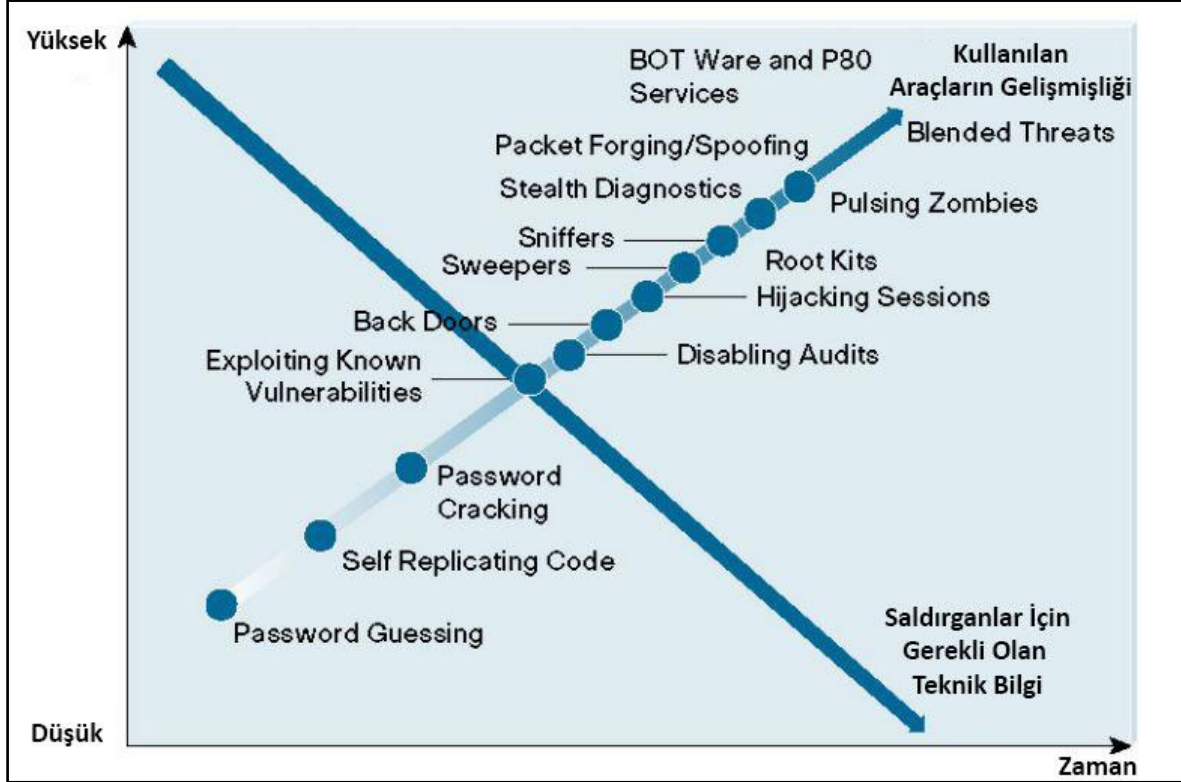 Yüksek
BOT Ware and P80
Services
Kullanılan
Araçların Gelişmişliği
Blended Threats
Packet Forging/Spoofing
Stealth Diagnostics
Pulsing Zombies
Sniffers
Sweepers
Root Kits
Hijacking Sessions
Back Doors
Disabling Audits
Exploiting Known
Vulnerabilities
Password
Cracking
Self Replicating Code
Password Guessing
Saldırganlar İçin
Gerekli Olan
Teknik Bilgi
Düşük
Zaman